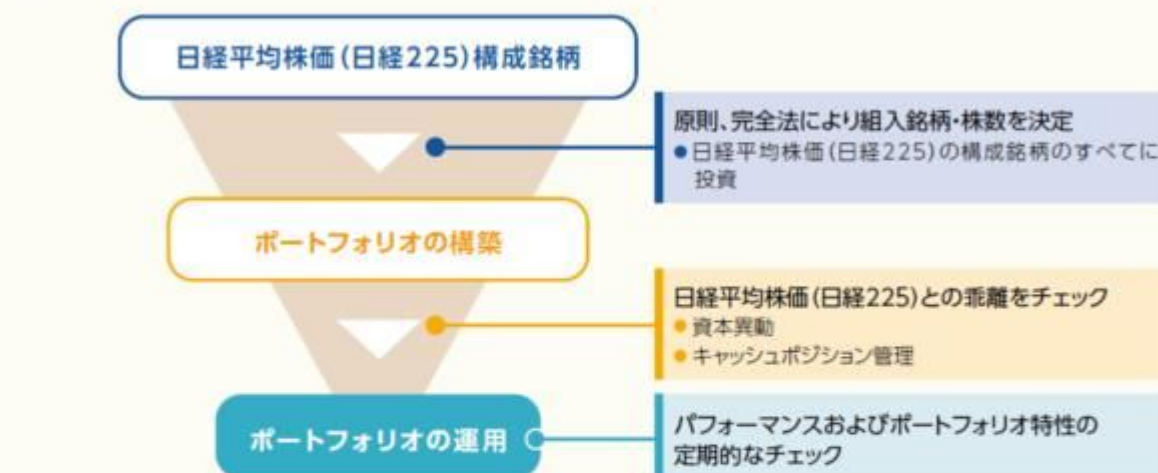 日経平均株価(日経225)構成銘柄
原則、完全法により組入銘柄・株数を決定
●日経平均株価(日経225)の構成銘柄のすべてに
投資
ポートフォリオの構築
日経平均株価(日経225)との乖離をチェック
●資本異動
●キャッシュポジション管理
ポートフォリオの運用
パフォーマンスおよびポートフォリオ特性の
定期的なチェック